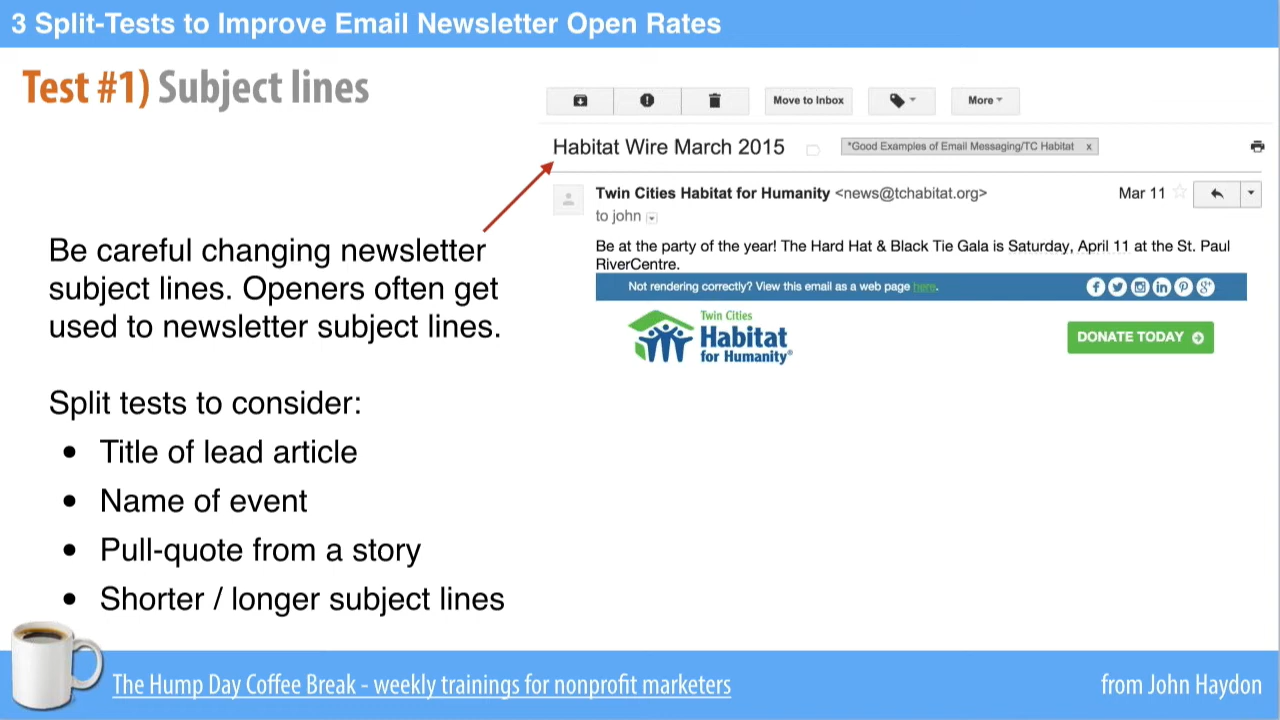 3 Split-Tests to Improve Email Newsletter Open Rates
Test #1) Subject lines
Be careful changing newsletter
subject lines. Openers often get
used to newsletter subject lines.
Split tests to consider:
• Title of lead article
• Name of event
• Pull-quote from a story
• Shorter / longer subject lines
Move to Inbox
More
Habitat Wire March 2015
*Good Examples of Email Messaging/TC Habitat x
Twin Cities Habitat for Humanity <news@tchabitat.org>
Mar 11
to john
Be at the party of the year! The Hard Hat & Black Tie Gala is Saturday, April 11 at the St. Paul
RiverCentre.
Not rendering correctly? View this email as a web page here.
Twin Cities
Habitat
for Humanity®
DONATE TODAY
The Hump Day Coffee Break - weekly trainings for nonprofit marketers
from John Haydon